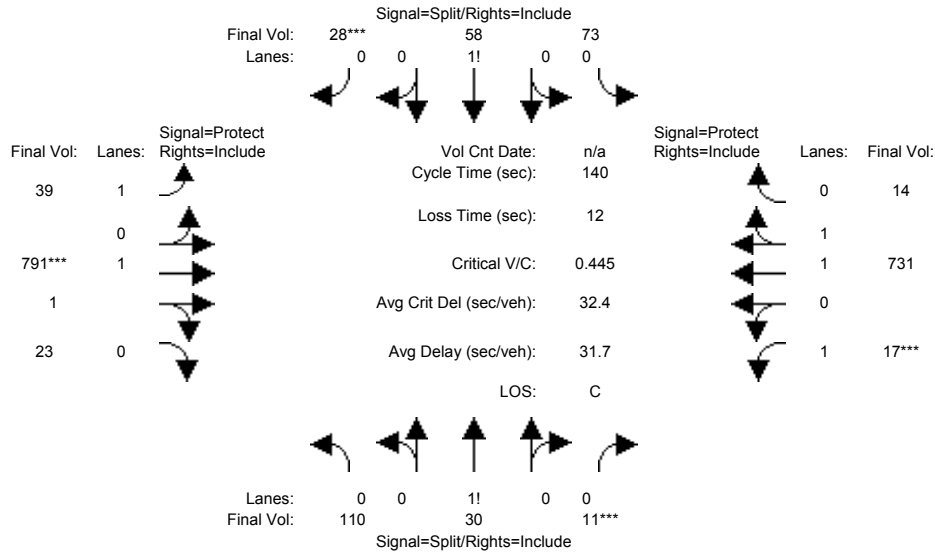 Signal=Split/Rights=Include
Final Vol: 28*** 58 73
Lanes: 0 0 1! 0 0
Signal=Protect Signal=Protect
Final Vol: Lanes: Rights=Include Vol Cnt Date: n/a Rights=Include Lanes: Final Vol:
Cycle Time (sec): 140
39 1 0 14
Loss Time (sec): 12
0 1
791*** 1 Critical V/C: 0.445 1 731
1 Avg Crit Del (sec/veh): 32.4 0
23 0 Avg Delay (sec/veh): 31.7 1 17***
LOS: C
Lanes: 0 0 1! 0 0
Final Vol: 110 30 11***
Signal=Split/Rights=Include